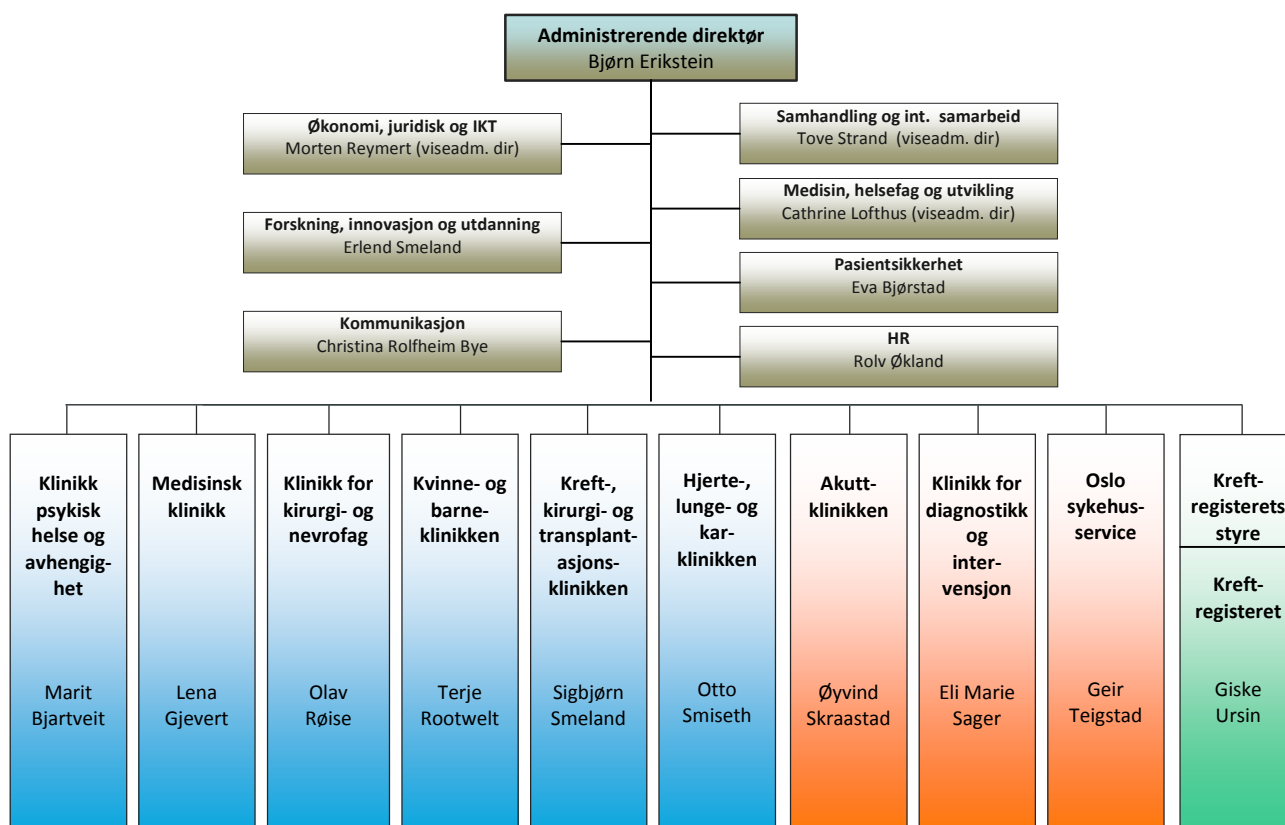 Administrerende direktør
Bjørn Erikstein
Økonomi, juridisk og IKT
Morten Reymert (viseadm. dir)
Samhandling og int. samarbeid
Tove Strand (viseadm. dir)
Medisin, helsefag og utvikling
Cathrine Lofthus (viseadm. dir)
Forskning, innovasjon og utdanning
Erlend Smeland
Pasientsikkerhet
Eva Bjørstad
Kommunikasjon
Christina Rolfheim Bye
HR
Rolv Økland
Klinikk
psykisk
helse og
avhengig-
het
Marit
Bjartveit
Medisinsk
klinikk
Lena
Gjevert
Klinikk for
kirurgi- og
nevrofag
Olav
Røise
Kvinne- og
barne-
klinikken
Terje
Rootwelt
Kreft-,
kirurgi- og
transplant-
asjons-
klinikken
Sigbjørn
Smeland
Hjerte-,
lunge- og
kar-
klinikken
Otto
Smiseth
Akutt-
klinikken
Øyvind
Skraastad
Klinikk for
diagnostikk
og
inter-
vensjon
Eli Marie
Sager
Oslo
sykehus-
service
Geir
Teigstad
Kreft-
registerets
styre
Kreft-
registeret
Giske
Ursin